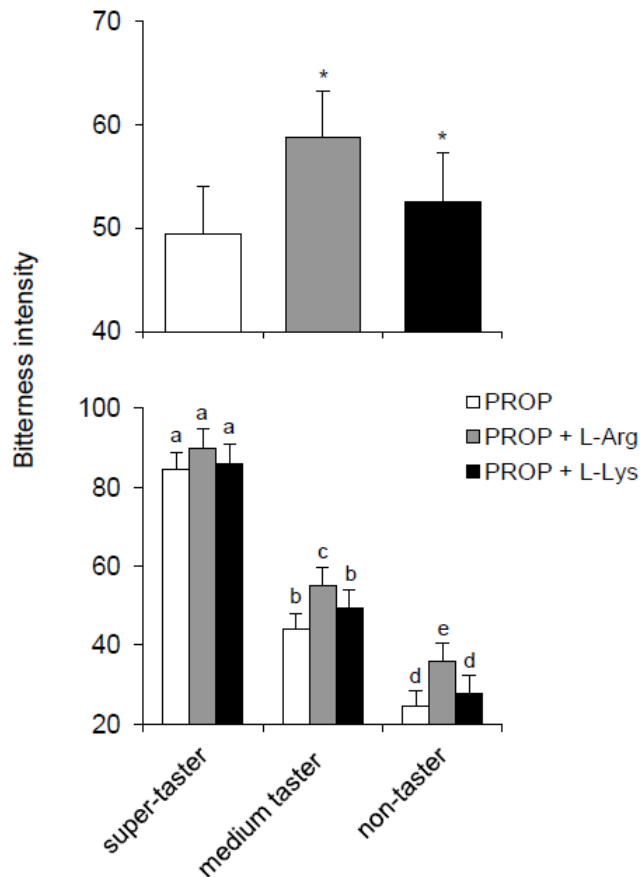 70
60
50
40
*
*
Bitterness intensity
100
80
60
40
20
a
a
a
b
c
b
d
e
d
PROP
PROP + L-Arg
PROP + L-Lys
super-taster
medium taster
non-taster